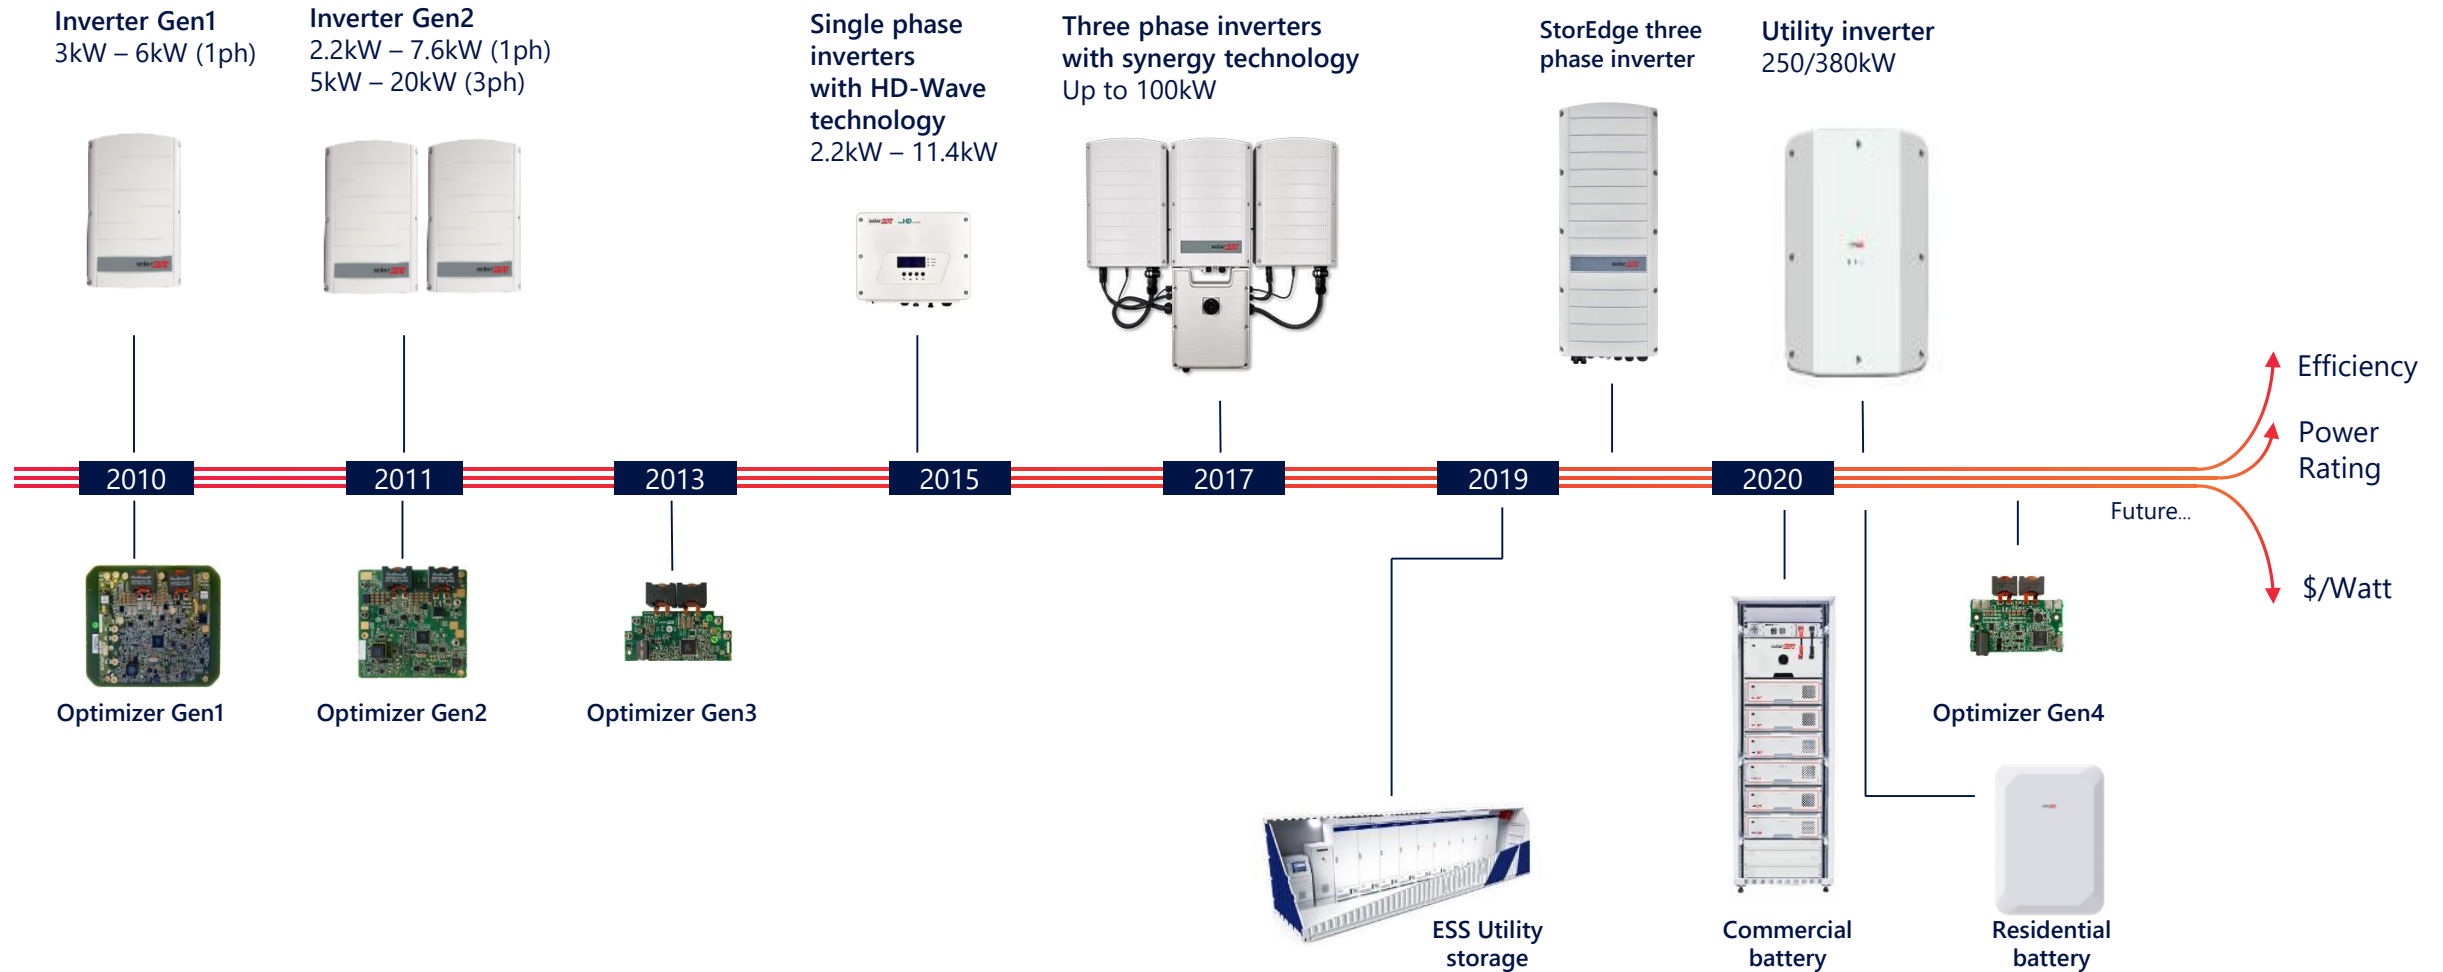 Inverter Gen1
3kW – 6kW (1ph)
Inverter Gen2
2.2kW – 7.6kW (1ph)
5kW – 20kW (3ph)
Single phase
inverters
with HD-Wave
technology
2.2kW – 11.4kW
Three phase inverters
with synergy technology
Up to 100kW
StorEdge three
phase inverter
Utility inverter
250/380kW
solar
HD
Efficiency
Power
Rating
$/Watt
2010
2011
2013
2015
2017
2019
2020
Future...
Optimizer Gen1
Optimizer Gen2
Optimizer Gen3
Optimizer Gen4
ESS Utility
storage
Commercial
battery
Residential
battery